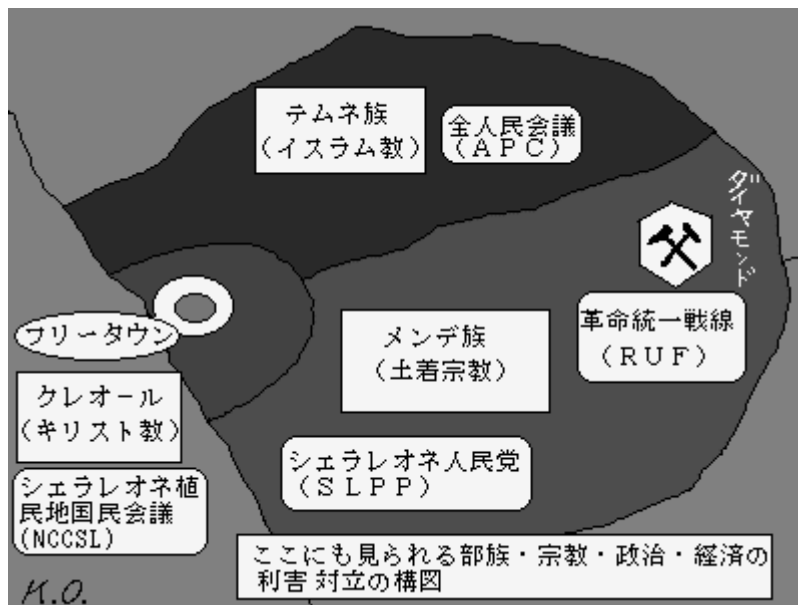 テムネ族
(イスラム教)
全人民会議
(APC)
ダイヤモンド
革命統一戦線
(RUF)
メンデ族
(土着宗教)
フリータウン
クレオール
(キリスト教)
シェラレオネ人民党
(SLPP)
シェラレオネ植
民地国民会議
(NCCSL)
ここにも見られる部族・宗教・政治・経済の
利害対立の構図
K.O.